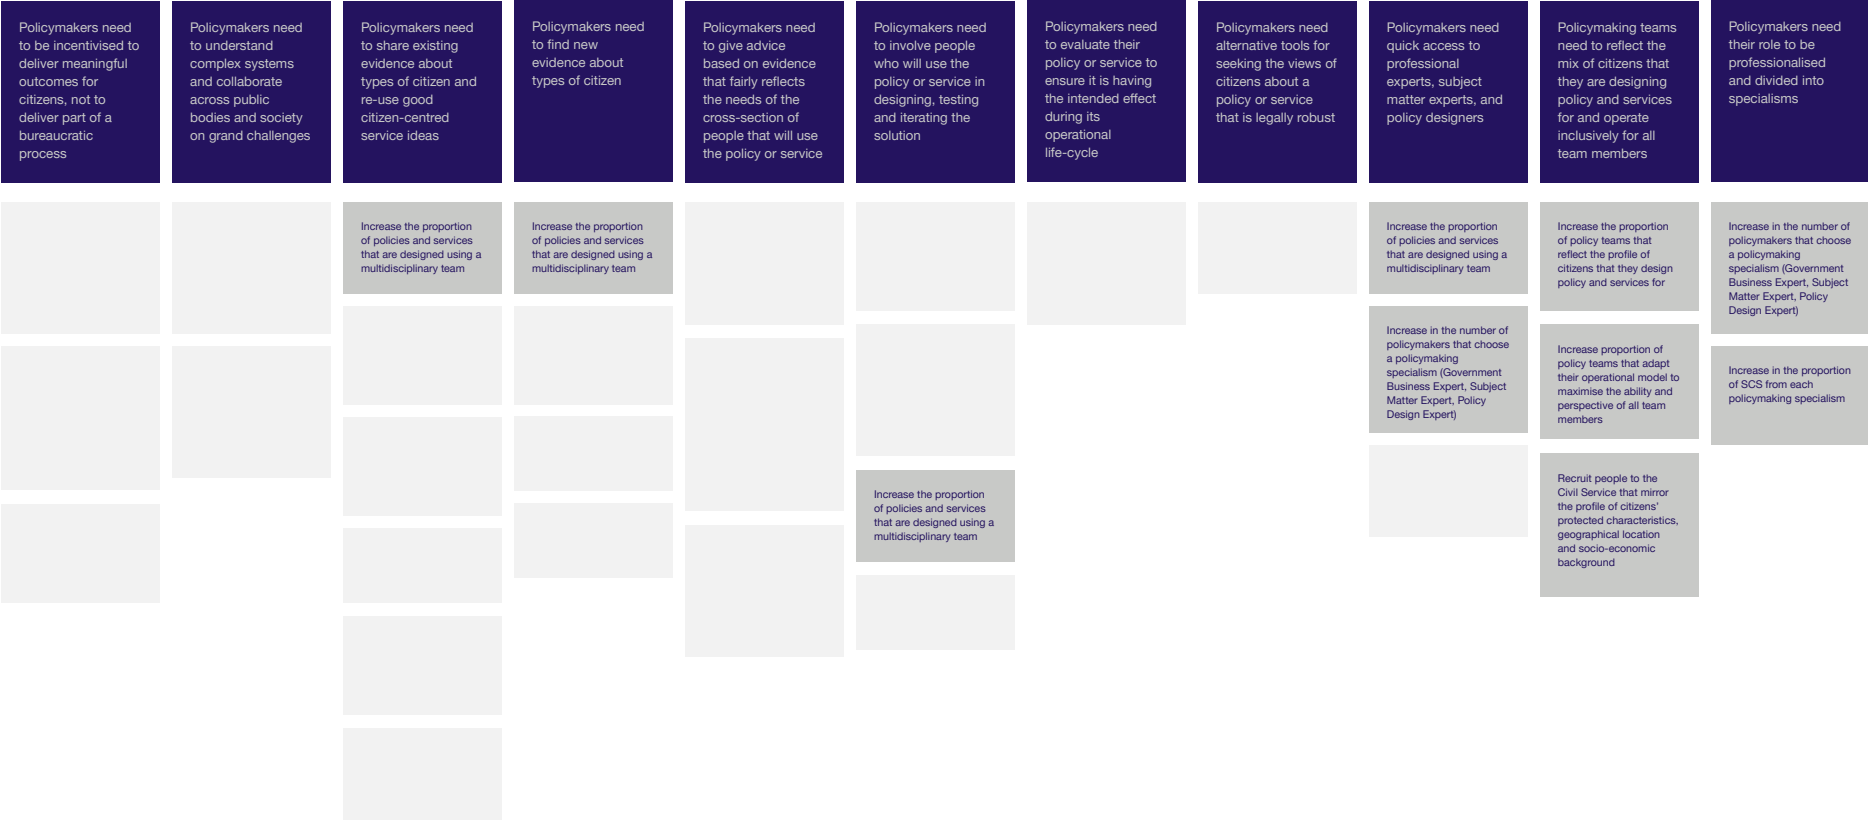 Policymakers need
to be incentivised to
deliver meaningful
outcomes for
citizens, not to
deliver part of a
bureaucratic
process
Policymakers need
to understand
complex systems
and collaborate
across public
bodies and society
on grand challenges
Policymakers need
to share existing
evidence about
types of citizen and
re-use good
citizen-centred
service ideas
Policymakers need
to find new
evidence about
types of citizen
Policymakers need
to give advice
based on evidence
that fairly reflects
the needs of the
cross-section of
people that will use
the policy or service
Policymakers need
to involve people
who will use the
policy or service in
designing, testing
and iterating the
solution
Policymakers need
to evaluate their
policy or service to
ensure it is having
the intended effect
during its
operational
life-cycle
Policymakers need
alternative tools for
seeking the views of
citizens about a
policy or service
that is legally robust
Policymakers need
quick access to
professional
experts, subject
matter experts, and
policy designers
Policymaking teams
need to reflect the
mix of citizens that
they are designing
policy and services
for and operate
inclusively for all
team members
Policymakers need
their role to be
professionalised
and divided into
specialisms
Increase the proportion
of policies and services
that are designed using a
multidisciplinary team
Increase the proportion
of policies and services
that are designed using a
multidisciplinary team
Increase the proportion
of policies and services
that are designed using a
multidisciplinary team
Increase the proportion
of policies and services
that are designed using a
multidisciplinary team
Increase in the number of
policymakers that choose
a policymaking
specialism (Government
Business Expert, Subject
Matter Expert, Policy
Design Expert)
Increase the proportion
of policy teams that
reflect the profile of
citizens that they design
policy and services for
Increase proportion of
policy teams that adapt
their operational model to
maximise the ability and
perspective of all team
members
Recruit people to the
Civil Service that mirror
the profile of citizens'
protected characteristics,
geographical location
and socio-economic
background
Increase in the number of
policymakers that choose
a policymaking
specialism (Government
Business Expert, Subject
Matter Expert, Policy
Design Expert)
Increase in the proportion
of SCS from each
policymaking specialism